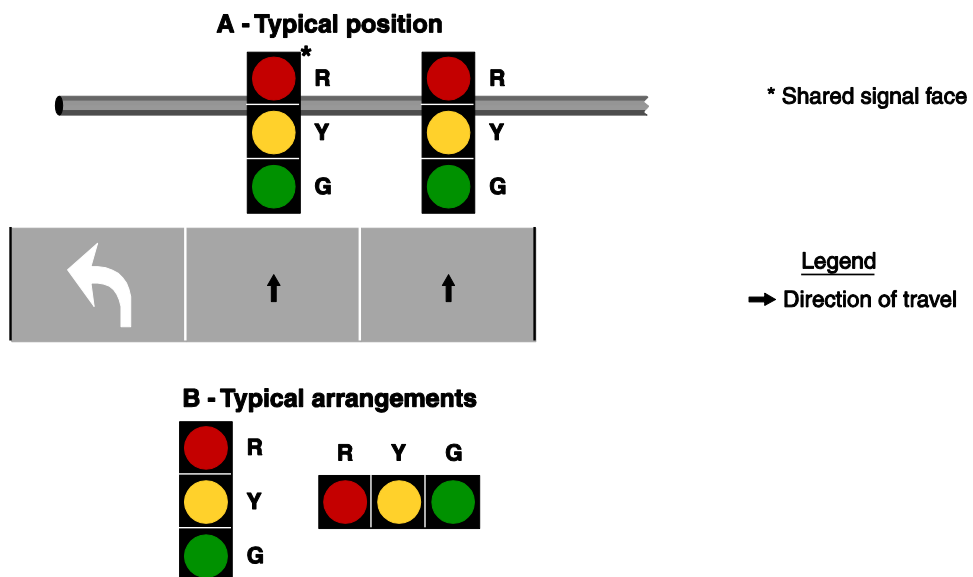 A - Typical position
*
R R
Y Y
G G
* Shared signal face
Legend
Direction of travel
B - Typical arrangements
R
Y
G
R Y G